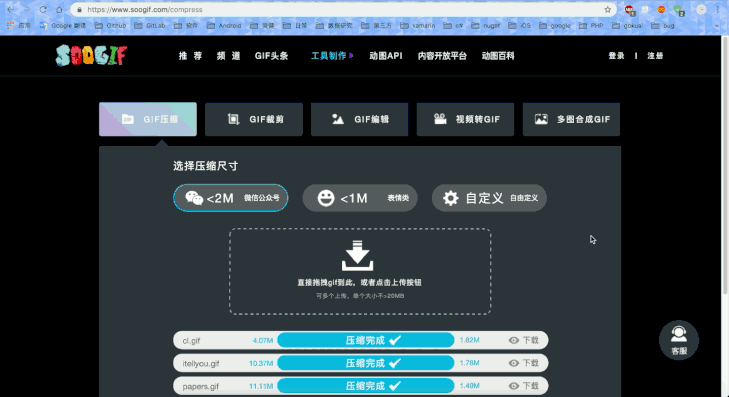 https://www.soogif.com/compress
应用 Google 翻译 Github GitLab 软件 Android 搭建 日常 数据研究 第三方 xamarin c# nuget iOS google PHP gokuai bug
SOOGIF 推 荐 频 道 GIF头条 工具制作 动图API 内容开放平台 动图百科 登录 | 注册
GIF压缩 GIF裁剪 GIF编辑 视频转GIF 多图合成GIF
选择压缩尺寸
<2M 微信公众号 <1M 表情类 自定义 自由定义
直接拖拽gif到此，或者点击上传按钮
可多个上传，单个大小不>20MB
cl.gif 4.07M 压缩完成 1.82M 下载
iteilyou.gif 10.37M 压缩完成 1.78M 下载
papers.gif 11.11M 压缩完成 1.49M 下载
客服